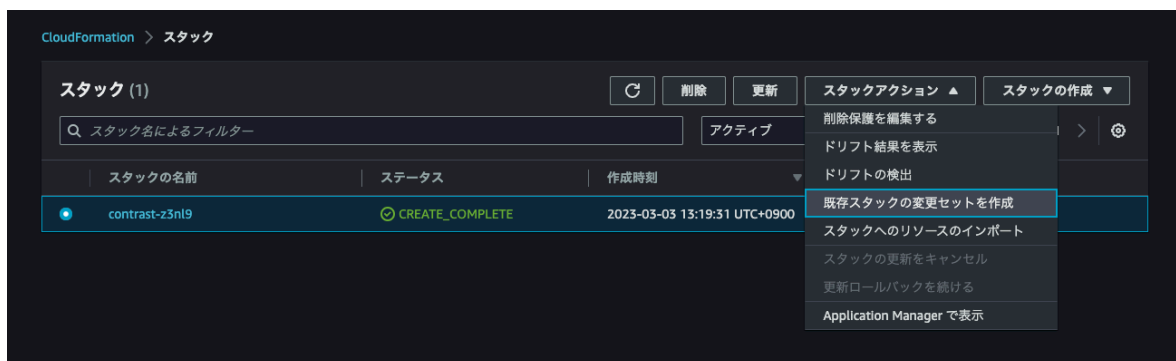 CloudFormation > スタック
スタック (1)
削除
更新
スタックアクション ▲
スタックの作成 ▼
スタック名によるフィルター
アクティブ
削除保護を編集する
ドリフト結果を表示
ドリフトの検出
既存スタックの変更セットを作成
スタックへのリソースのインポート
スタックの更新をキャンセル
更新ロールバックを続ける
Application Manager で表示
スタックの名前
ステータス
作成時刻
contrast-z3nl9
CREATE_COMPLETE
2023-03-03 13:19:31 UTC+0900